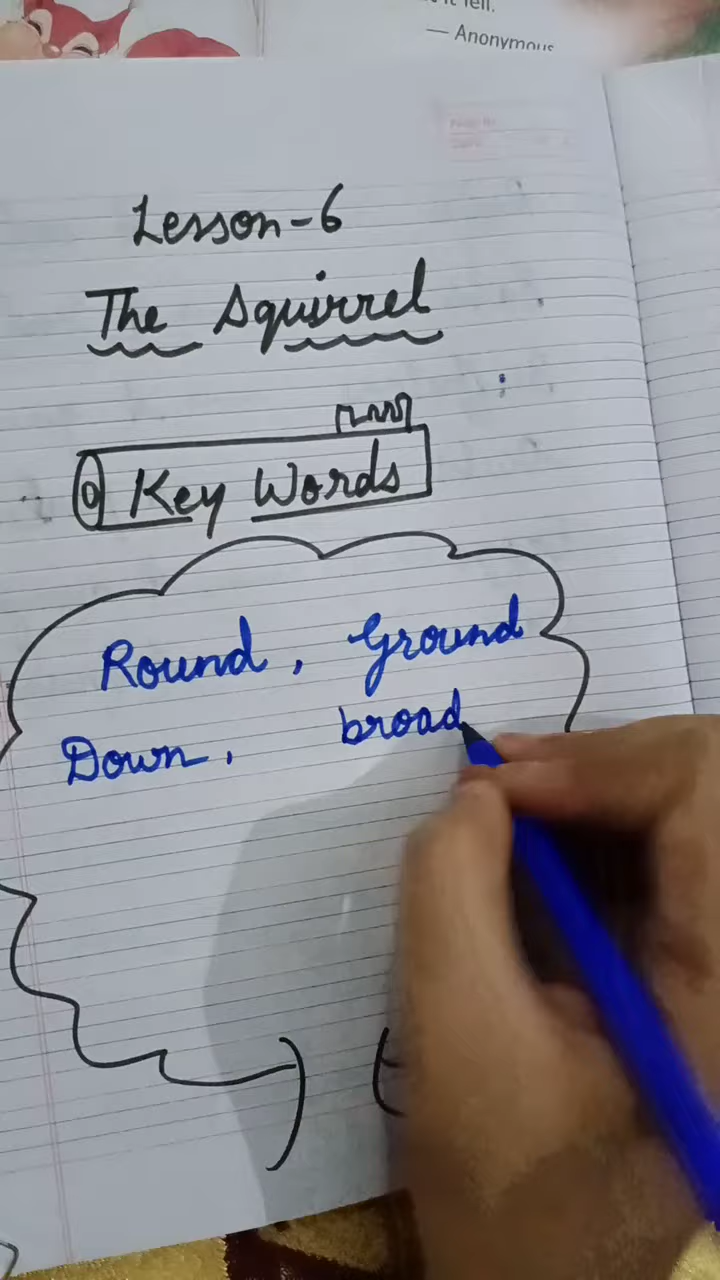 — Anonymous
Lesson-6
The Squirrel
Key Words
Round, Ground
Down, broad